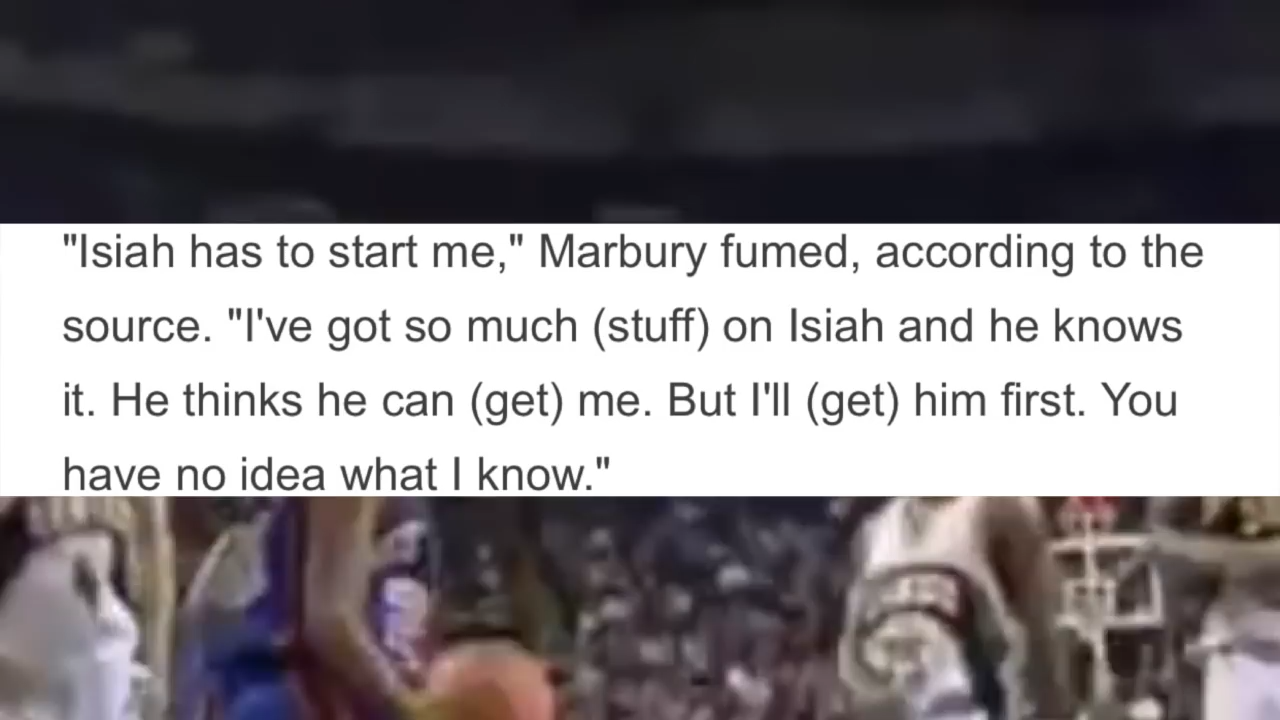 "Isiah has to start me," Marbury fumed, according to the
source. "I've got so much (stuff) on Isiah and he knows
it. He thinks he can (get) me. But I'll (get) him first. You
have no idea what I know."